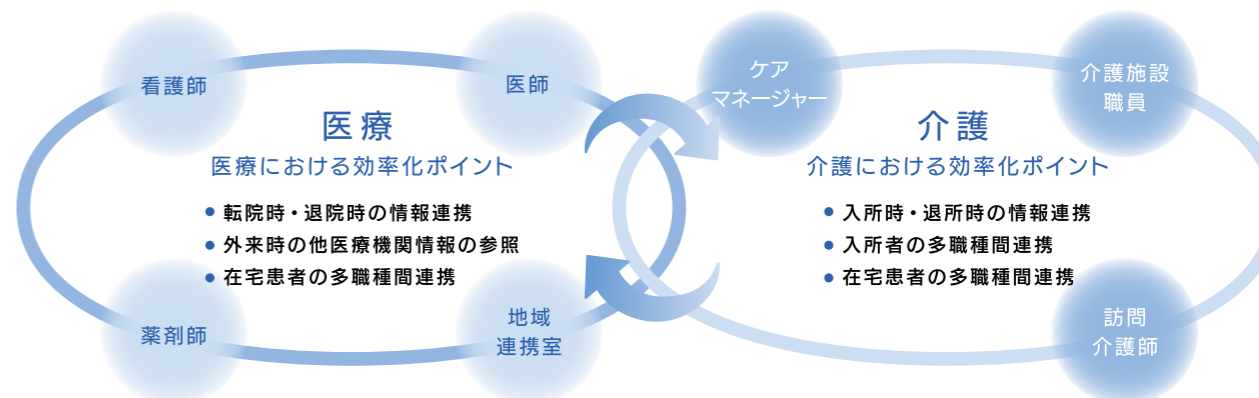 看護師
医師
医療
医療における効率化ポイント
● 転院時・退院時の情報連携
● 外来時の他医療機関情報の参照
● 在宅患者の多職種間連携
薬剤師
地域
連携室
ケア
マネージャー
介護施設
職員
介護
介護における効率化ポイント
● 入所時・退所時の情報連携
● 入所者の多職種間連携
● 在宅患者の多職種間連携
訪問
介護師